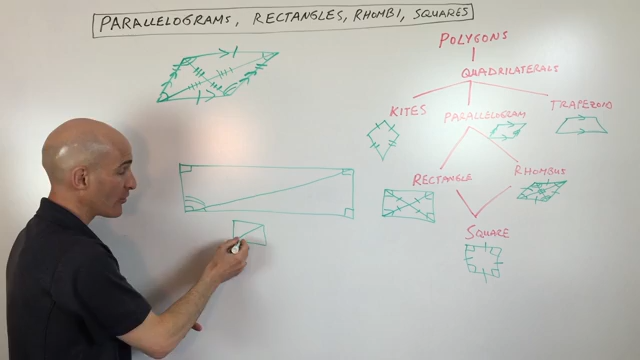 PARALLELOGRAMS, RECTANGLES, RHOMBI, SQUARES
POLYGONS
QUADRILATERALS
KITES
PARALLELOGRAM
TRAPEZOID
RECTANGLE
RHOMBUS
SQUARE